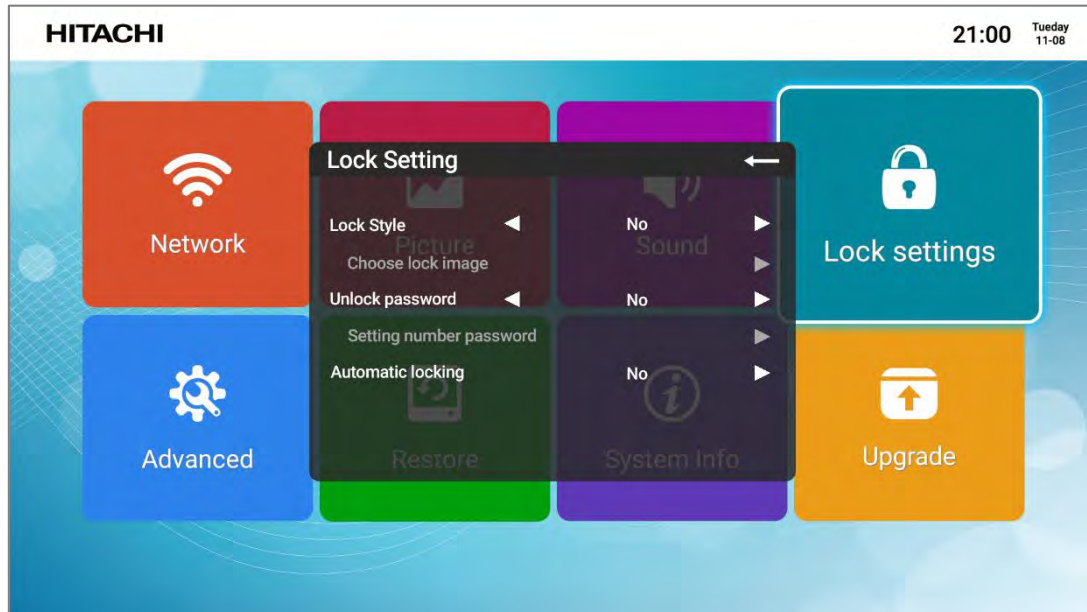 HITACHI
21:00
Tueday
11-08
Lock Setting
Lock Style
No
Choose lock image
Unlock password
No
Setting number password
Automatic locking
No
Network
Picture
Sound
Lock settings
Advanced
Restore
System Info
Upgrade